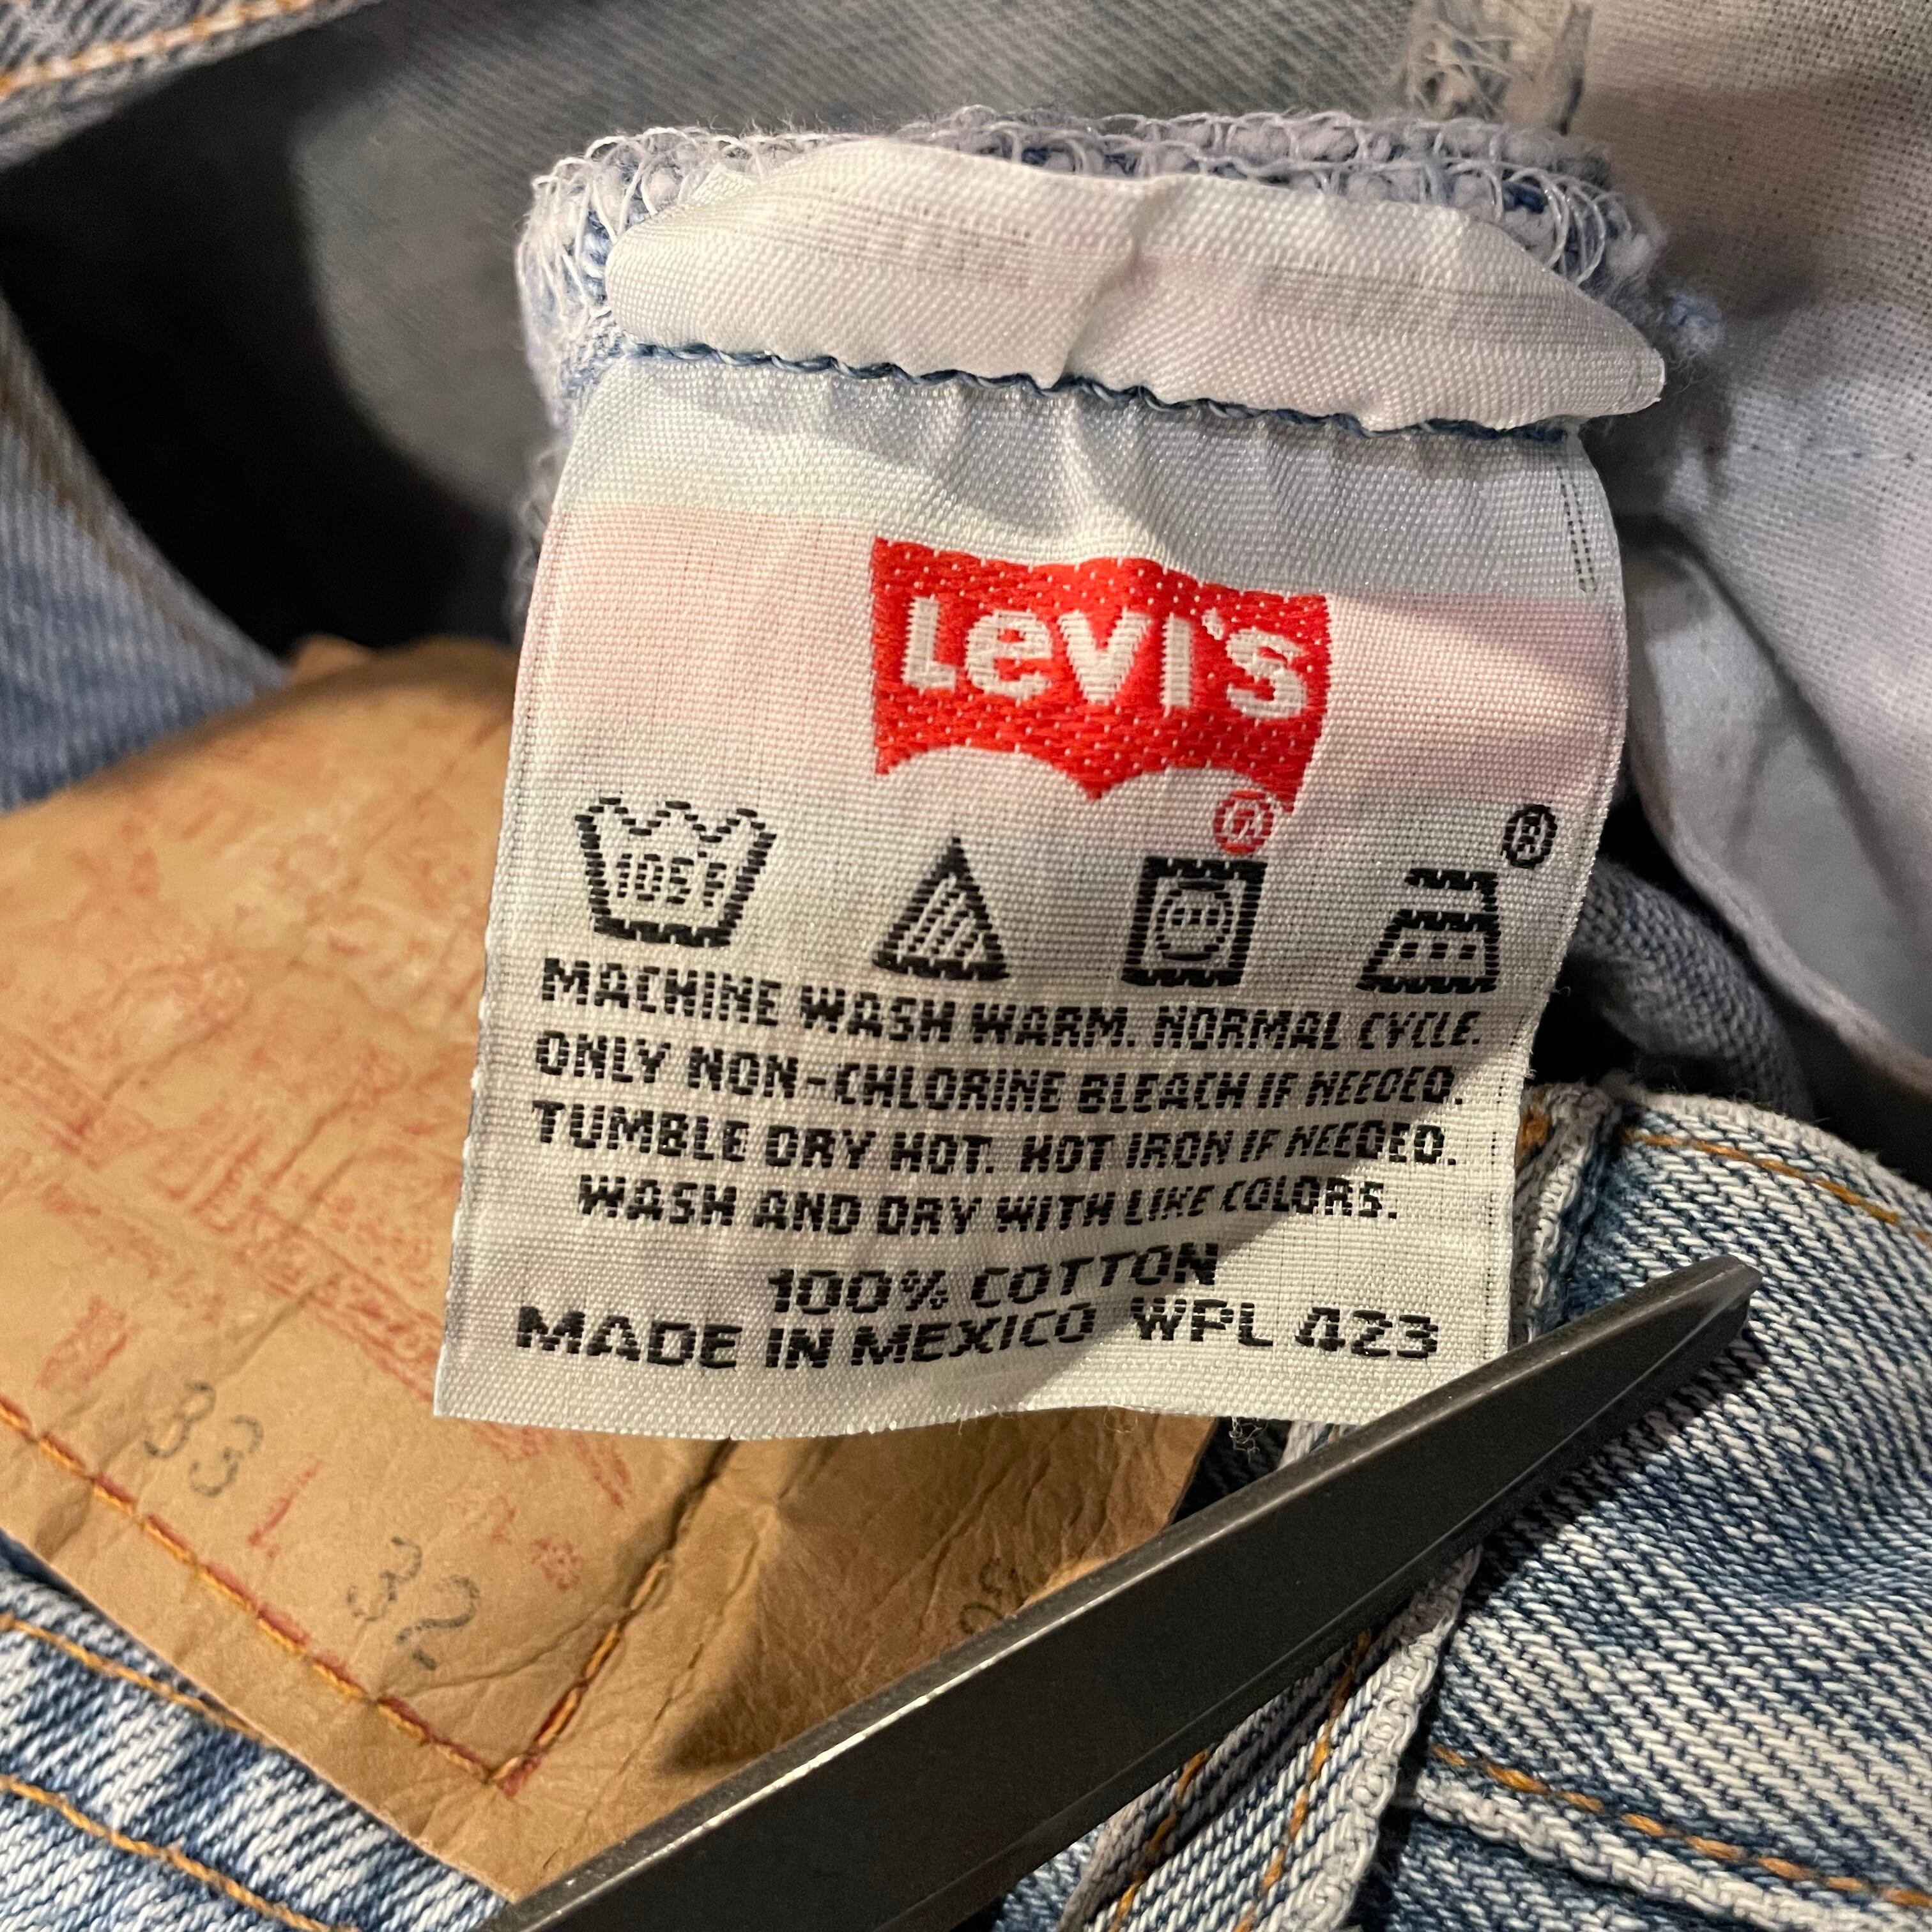 Levi's
®
®
105°F
MACHINE WASH WARM. NORMAL CYCLE.
ONLY NON-CHLORINE BLEACH IF NEEDED.
TUMBLE DRY HOT. HOT IRON IF NEEDED.
WASH AND DRY WITH LIKE COLORS.
100% COTTON
MADE IN MEXICO WPL 423
33 L 32